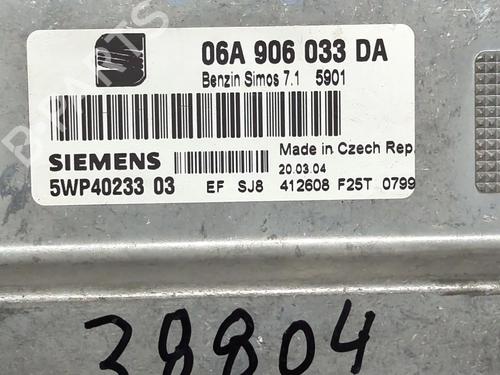 06A 906 033 DA
Benzin Simos 7.1 5901
SIEMENS
Made in Czech Rep.
20.03.04
5WP40233 03 EF SJ8 412608 F25T 0799
38804
B-PARTS